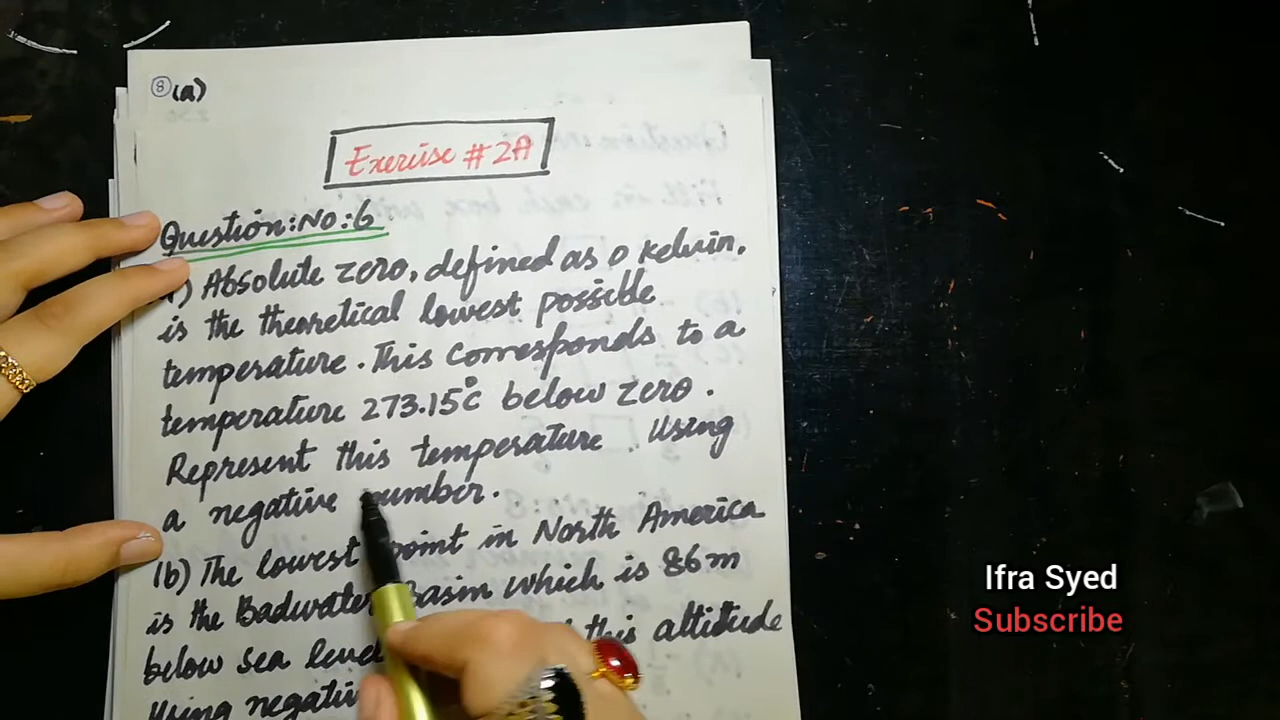 ⑧(a)
Exercise # 2A
Question:No:6
Absolute zero, defined as 0 kelvin,
is the theoretical lowest possible
temperature. This corresponds to a
temperature 273.15°C below zero.
Represent this temperature Using
a negative number.
(b) The lowest point in North America
is the Badwater Basin which is 86m
below sea this altitude
Using
Ifra Syed
Subscribe